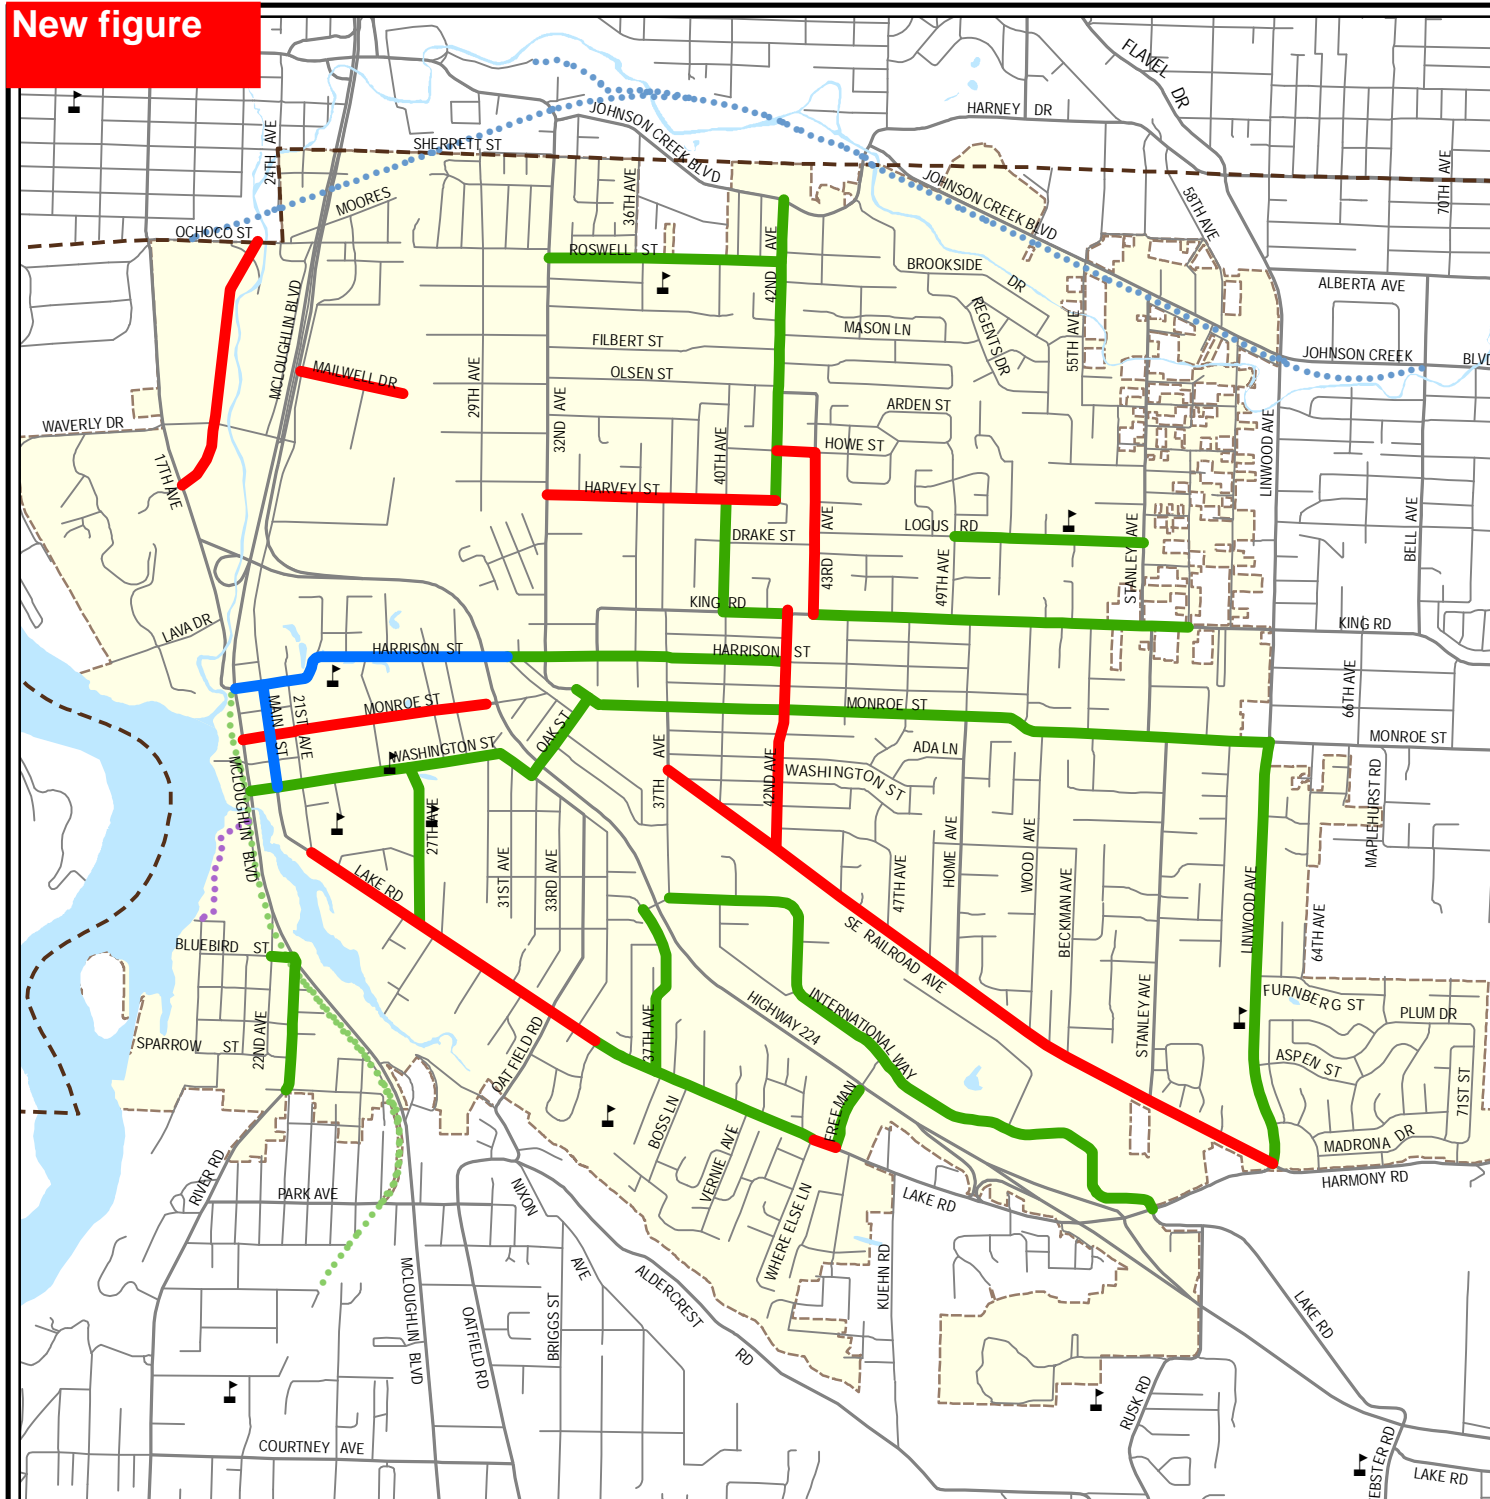 New figure
FLAVEL DR
HARNEY DR
24TH AVE
SHERRETT ST
JOHNSON CREEK BLVD
70TH AVE
MOORES
36TH AVE
JOHNSON CREEK BLVD
58TH AVE
OCHOCO ST
ROSWELL ST
42ND AVE
BROOKSIDE DR
ALBERTA AVE
MCLOUGHLIN BLVD
REGENTS DR
55TH AVE
MASON LN
FILBERT ST
JOHNSON CREEK BLVD
OLSEN ST
MAILWELL DR
29TH AVE
32ND AVE
ARDEN ST
WAVERLY DR
40TH AVE
HOWE ST
LINWOOD AVE
17TH AVE
HARVEY ST
43RD AVE
LOGUS RD
BELL AVE
DRAKE ST
STANLEY AVE
49TH AVE
KING RD
KING RD
LAVA DR
HARRISON ST
HARRISON ST
66TH AVE
MAIN ST
21ST AVE
MONROE ST
MONROE ST
OAK ST
MONROE ST
WASHINGTON ST
37TH AVE
42ND AVE
ADA LN
WASHINGTON ST
MAPLEHURST RD
MCLOUGHLIN BLVD
27TH AVE
31ST AVE
33RD AVE
47TH AVE
HOME AVE
WOOD AVE
LAKE RD
BECKMAN AVE
LINWOOD AVE
64TH AVE
SE RAILROAD AVE
BLUEBIRD ST
INTERNATIONAL WAY
HIGHWAY 224
FURNBERG ST
PLUM DR
22ND AVE
SPARROW ST
37TH AVE
OATFIELD RD
STANLEY AVE
ASPEN ST
71ST ST
FREEMAN
BOSS LN
VERNIE AVE
MADRONA DR
RIVER RD
HARMONY RD
PARK AVE
NIXON AVE
LAKE RD
WHERE ELSE LN
KUEHN RD
MCLOUGHLIN BLVD
OATFIELD RD
BRIGGS ST
ALDERCREST RD
LAKE RD
RUSK RD
COURTNEY AVE
EBSTER RD
LAKE RD